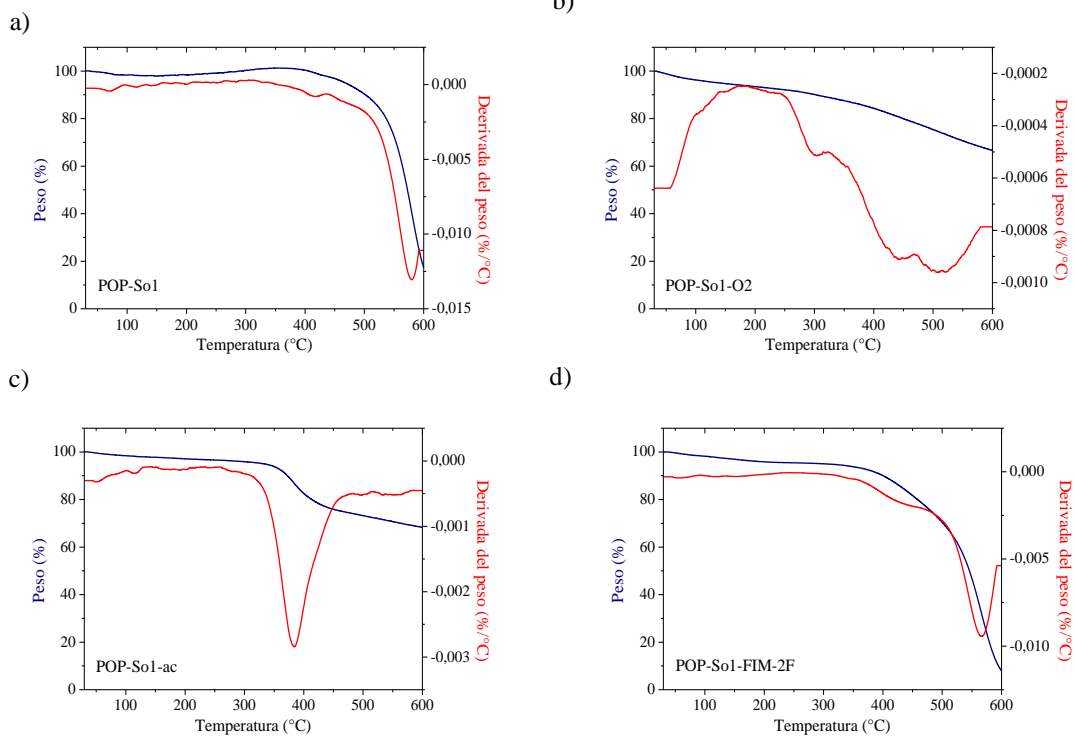 a)
100
80
60
40
20
0
Peso (%)
0,000
-0,005
-0,010
-0,015
Deerivada del peso (%/°C)
POP-So1
100 200 300 400 500 600
Temperatura (°C)
b)
100
80
60
40
20
0
Peso (%)
-0,0002
-0,0004
-0,0006
-0,0008
-0,0010
Derivada del peso (%/°C)
POP-So1-O2
100 200 300 400 500 600
Temperatura (°C)
c)
100
80
60
40
20
0
Peso (%)
0,000
-0,001
-0,002
-0,003
Derivada del peso (%/°C)
POP-So1-ac
100 200 300 400 500 600
Temperatura (°C)
d)
100
80
60
40
20
0
Peso (%)
0,000
-0,005
-0,010
Derivada del peso (%/°C)
POP-So1-FIM-2F
100 200 300 400 500 600
Temperatura (°C)